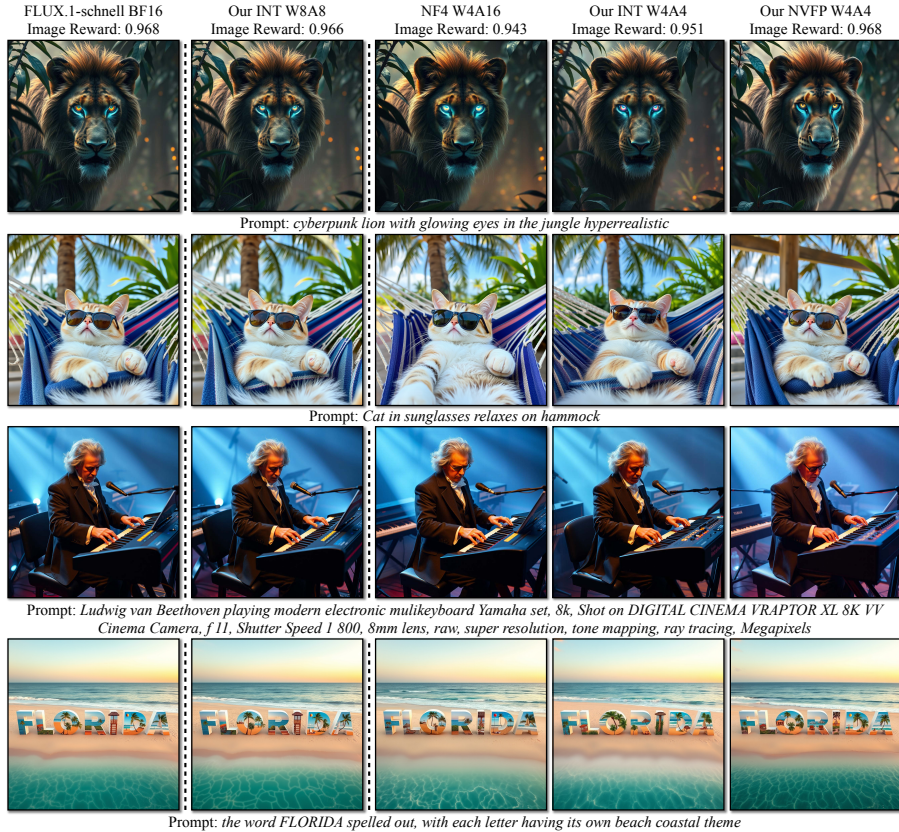 FLUX.1-schnell BF16
Image Reward: 0.968
Our INT W8A8
Image Reward: 0.966
NF4 W4A16
Image Reward: 0.943
Our INT W4A4
Image Reward: 0.951
Our NVFP W4A4
Image Reward: 0.968
Prompt: cyberpunk lion with glowing eyes in the jungle hyperrealistic
Prompt: Cat in sunglasses relaxes on hammock
Prompt: Ludwig van Beethoven playing modern electronic mulikeyboard Yamaha set, 8k, Shot on DIGITAL CINEMA VRAPTOR XL 8K VV
Cinema Camera, f 11, Shutter Speed 1 800, 8mm lens, raw, super resolution, tone mapping, ray tracing, Megapixels
FLORIDA
FLORIDA
FLORIDA
FLORIDA
FLORIDA
Prompt: the word FLORIDA spelled out, with each letter having its own beach coastal theme